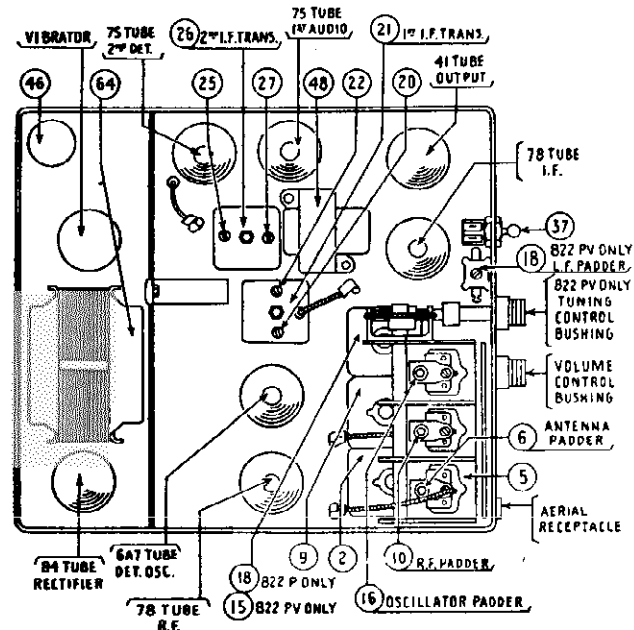 75 TUBE
2ND DET.
26 2ND I.F. TRANS.
75 TUBE
1ST AUDIO
21 1ST I.F. TRANS.
VIBRATOR
41 TUBE
OUTPUT
46
64
25
27
48
22
20
78 TUBE
I.F.
37
18 822 PV ONLY
L.F. PADDER
822 PV ONLY
TUNING
CONTROL
BUSHING
VOLUME
CONTROL
BUSHING
6 ANTENNA
PADDER
5
AERIAL
RECEPTACLE
84 TUBE
RECTIFIER
6A7 TUBE
DET. OSC.
78 TUBE
R.F.
18 822 P ONLY
15 822 PV ONLY
9
2
10 R.F. PADDER
16 OSCILLATOR PADDER